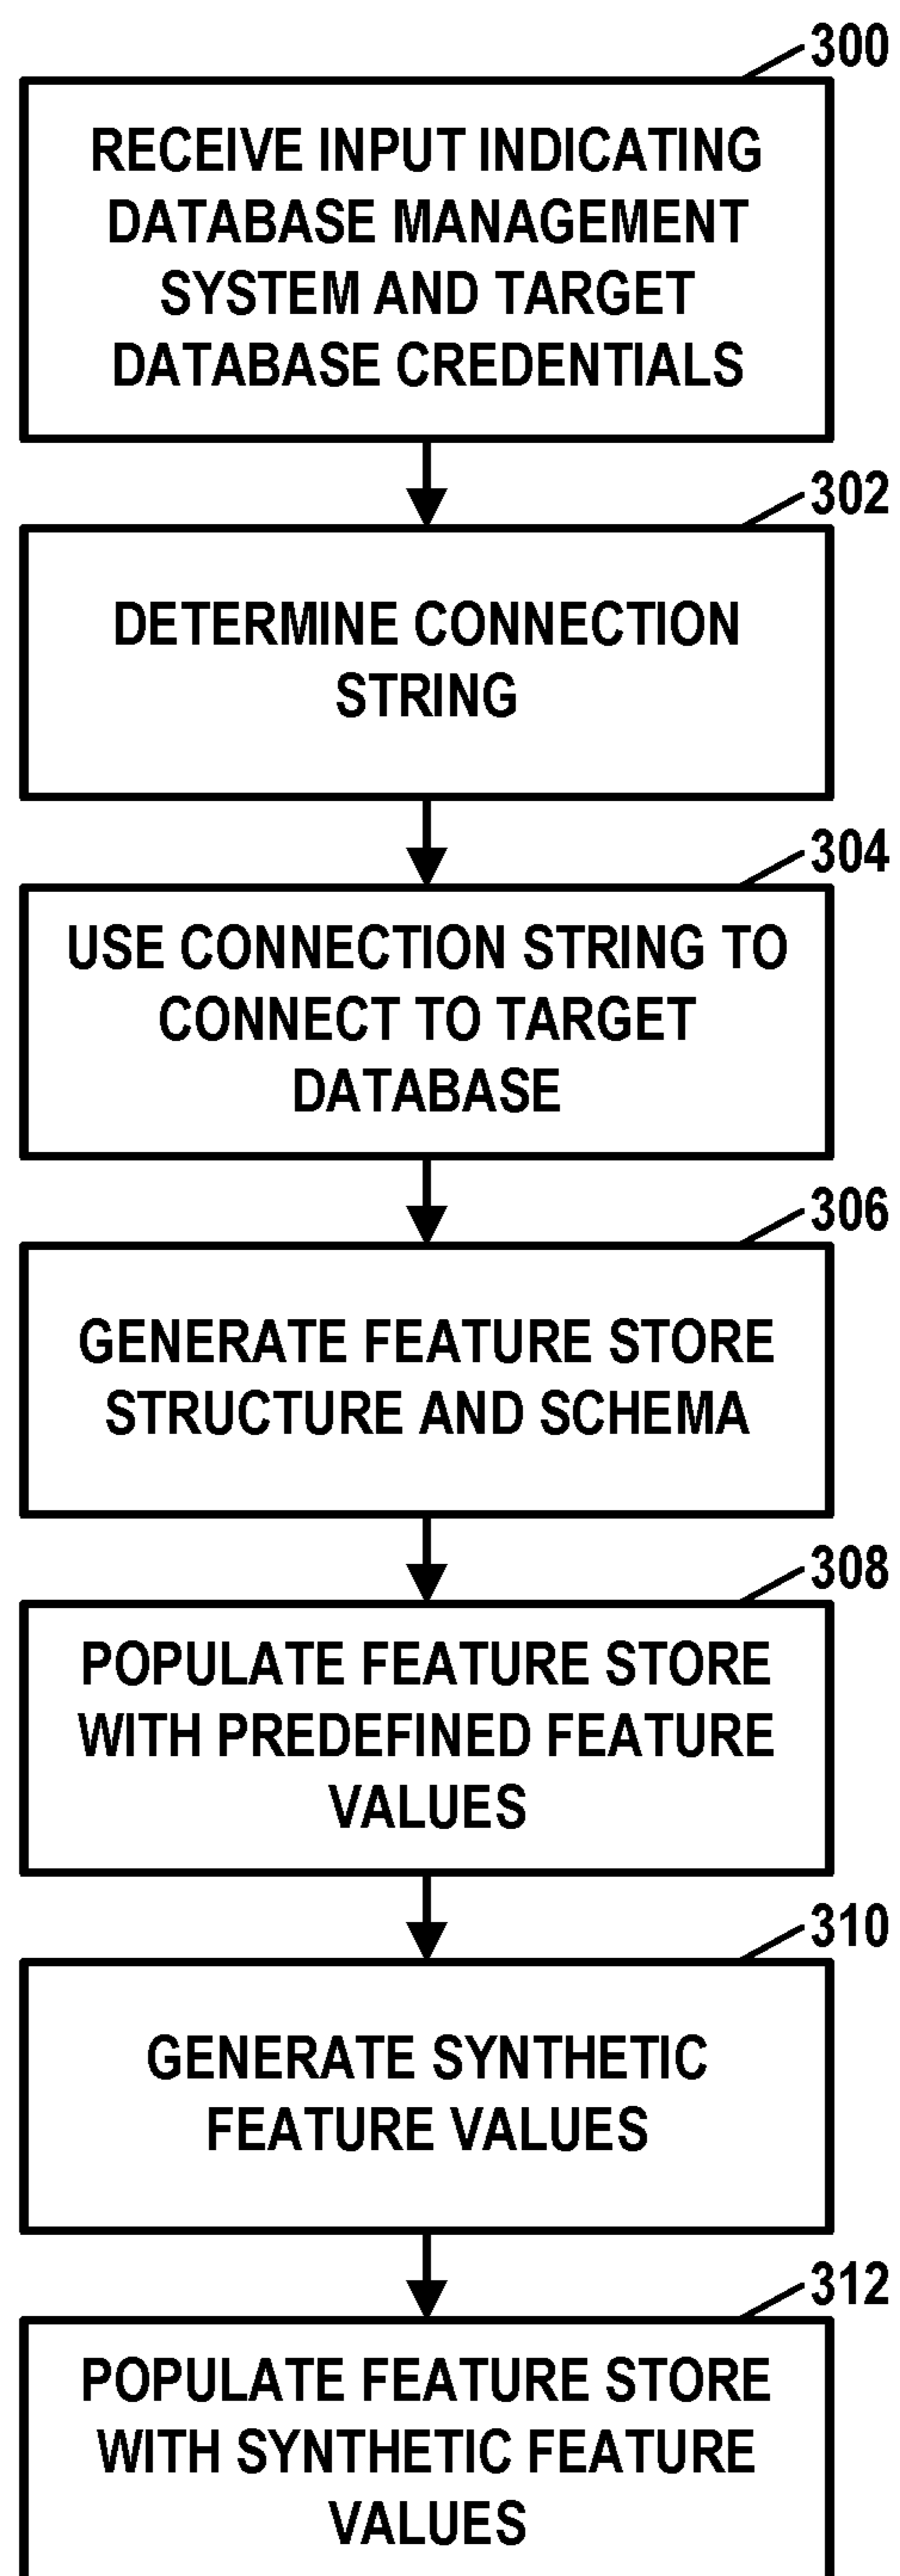 300
RECEIVE INPUT INDICATING
DATABASE MANAGEMENT
SYSTEM AND TARGET
DATABASE CREDENTIALS
302
DETERMINE CONNECTION
STRING
304
USE CONNECTION STRING TO
CONNECT TO TARGET
DATABASE
306
GENERATE FEATURE STORE
STRUCTURE AND SCHEMA
308
POPULATE FEATURE STORE
WITH PREDEFINED FEATURE
VALUES
310
GENERATE SYNTHETIC
FEATURE VALUES
312
POPULATE FEATURE STORE
WITH SYNTHETIC FEATURE
VALUES